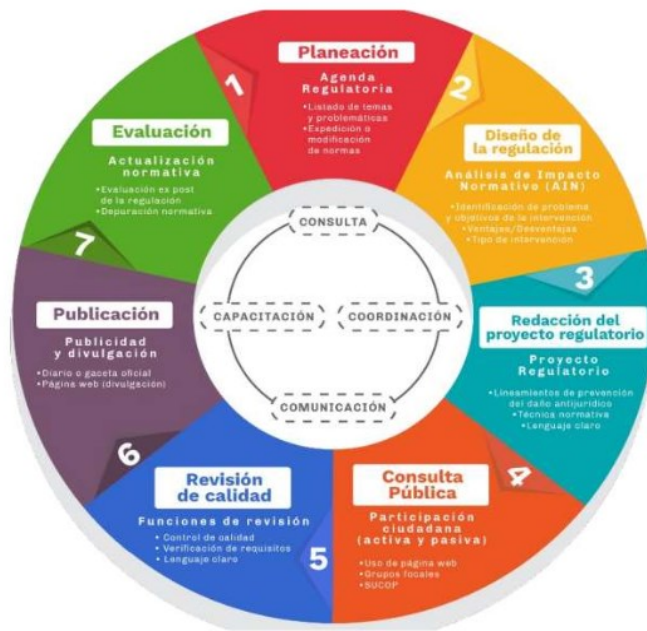 1
Planeación
Agenda
Regulatoria
•Listado de temas
y problemáticas
•Expedición o
modificación
de normas
2
Diseño de
la regulación
Análisis de Impacto
Normativo (AIN)
•Identificación de problema
y objetivos de la intervención
•Ventajas/Desventajas
•Tipo de intervención
3
Redacción del
proyecto regulatorio
Proyecto
Regulatorio
•Lineamientos de prevención
del daño antijurídico
•Técnica normativa
•Lenguaje claro
4
Consulta
Pública
Participación
ciudadana
(activa y pasiva)
•Uso de página web
•Grupos focales
•SUCOP
5
Revisión
de calidad
Funciones de revisión
• Control de calidad
•Verificación de requisitos
•Lenguaje claro
6
Publicación
Publicidad
y divulgación
•Diario o gaceta oficial
•Página web (divulgación)
7
Evaluación
Actualización
normativa
•Evaluación ex post
de la regulación
•Depuración normativa
CONSULTA
CAPACITACIÓN
COORDINACIÓN
COMUNICACIÓN